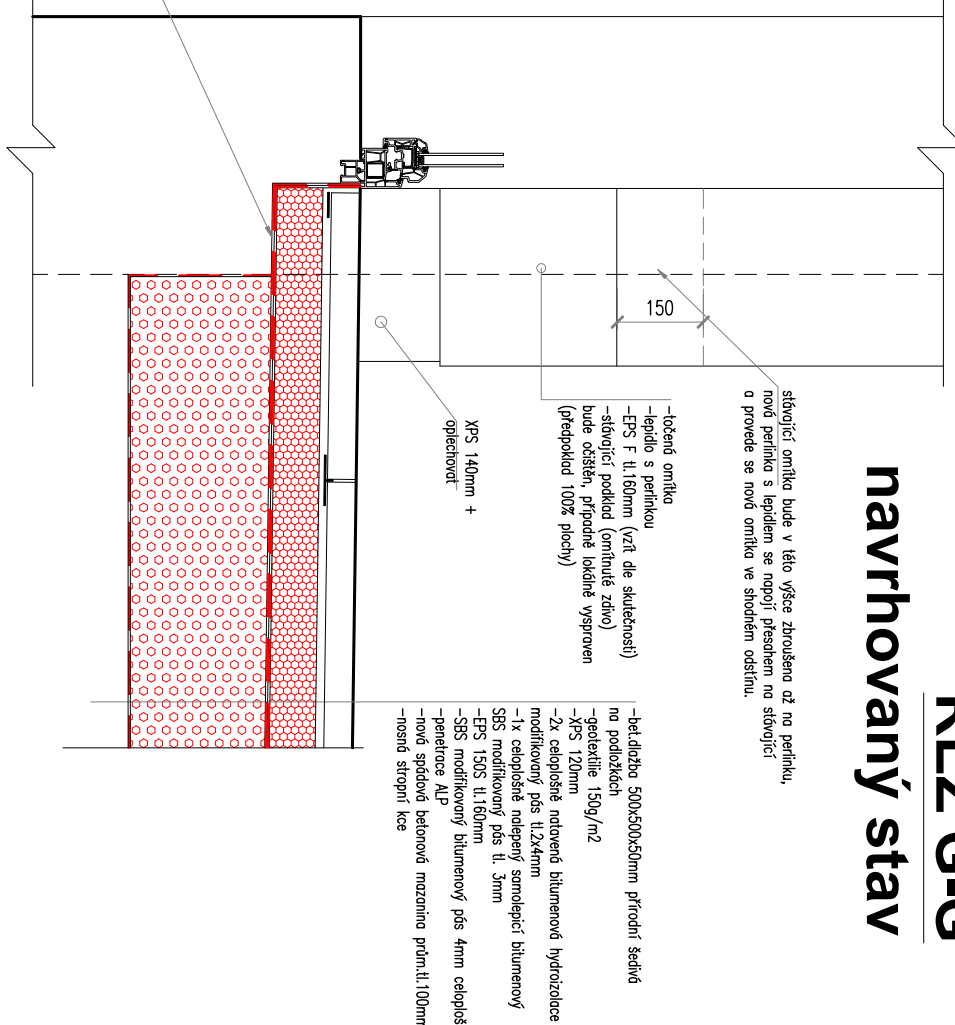 ŘEZ G-G
navrhovaný stav
stávající omítka bude v této výšce zbroušena až na perlinku,
nová perlinka s lepidlem se napojí přesahem na stávající
a provede se nová omítka ve shodném odstínu.
150
-točená omítka
-lepidlo s perlinkou
-EPS F tl.160mm (vzít dle skutečnosti)
-stávající podklad (omítnuté zdivo)
bude očištěn, případně lokálně vyspraven
(předpoklad 100% plochy)
XPS 140mm +
oplechovat
-bet.dlažba 500x500x50mm přírodní šedivá
na podložkách
-geotextilie 150g/m2
-XPS 120mm
-2x celoplošně natavená bitumenová hydroizolace
modifikovaný pás tl.2x4mm
-1x celoplošně nalepený samolepicí bitumenový
SBS modifikovaný pás tl. 3mm
-EPS 150S tl.160mm
-SBS modifikovaný bitumenový pás 4mm celoploš
-penetrace ALP
-nová spádová betonová mazanina prům.tl.100mm
-nosná stropní kce